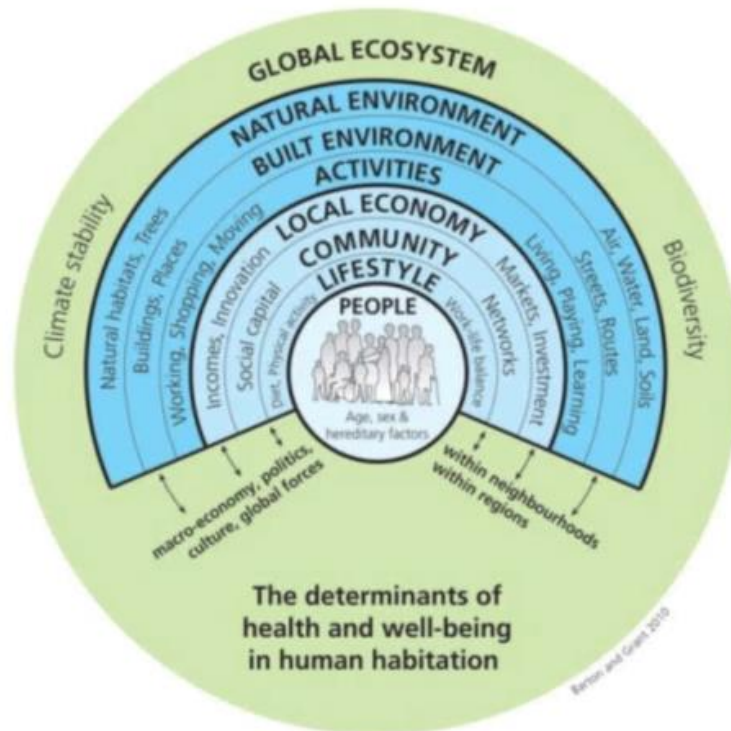 GLOBAL ECOSYSTEM
NATURAL ENVIRONMENT
BUILT ENVIRONMENT
ACTIVITIES
LOCAL ECONOMY
COMMUNITY
LIFESTYLE
PEOPLE
Age, sex &
hereditary factors
Climate stability
Natural habitats, Trees
Buildings, Places
Working, Shopping, Moving
Incomes, Innovation
Social capital
Diet, Physical activity
Work-life balance
Networks
Markets, Investment
Living, Playing, Learning
Streets, Routes
Air, Water, Land, Soils
Biodiversity
macro-economy, politics,
culture, global forces
within neighbourhoods
within regions
The determinants of
health and well-being
in human habitation
Barton and Grant 2010